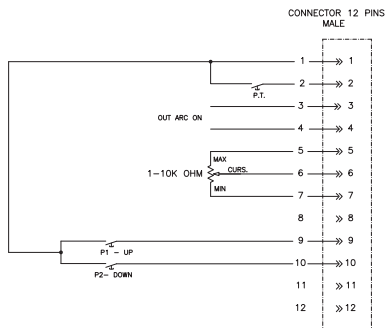 CONNECTOR 12 PINS
MALE
1 1
2 2
P.T.
3 3
OUT ARC ON
4 4
5 5
MAX
1-10K OHM CURS. 6 6
MIN
7 7
8 8
9 9
P1 - UP
10 10
P2- DOWN
11 11
12 12